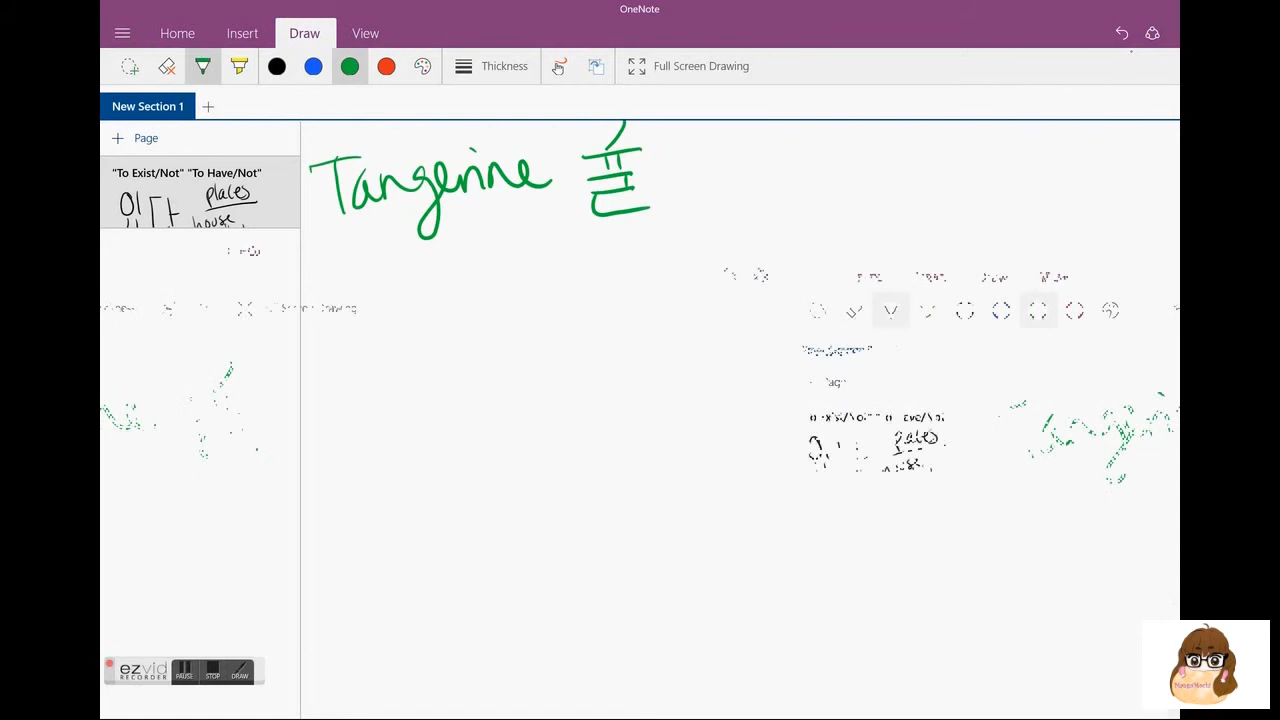 OneNote
Home Insert Draw View
Thickness Full Screen Drawing
New Section 1
Page
"To Exist/Not" "To Have/Not"
places
house
Tangerine 귤
ezvid
RECORDER
PAUSE STOP DRAW